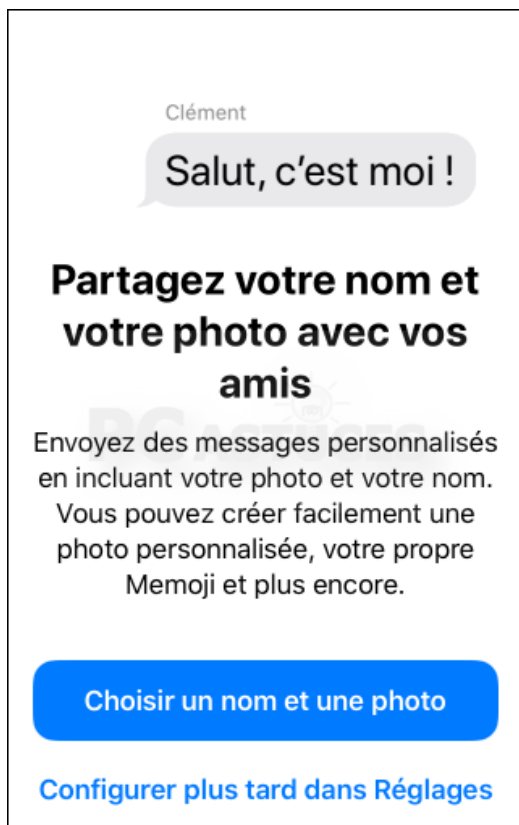 Clément
Salut, c'est moi !
Partagez votre nom et
votre photo avec vos
amis
PC ASTUCES
Envoyez des messages personnalisés
en incluant votre photo et votre nom.
Vous pouvez créer facilement une
photo personnalisée, votre propre
Memoji et plus encore.
Choisir un nom et une photo
Configurer plus tard dans Réglages